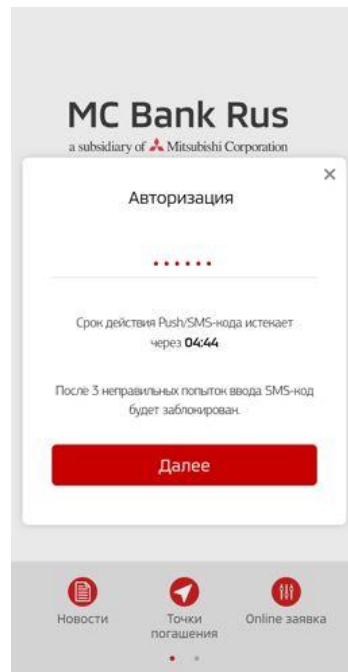 MC Bank Rus
a subsidiary of Mitsubishi Corporation
Авторизация
Срок действия Push/SMS-кода истекает
через 04:44
После 3 неправильных попыток ввода SMS-код
будет заблокирован.
Далее
Новости
Точки
погашения
Online заявка